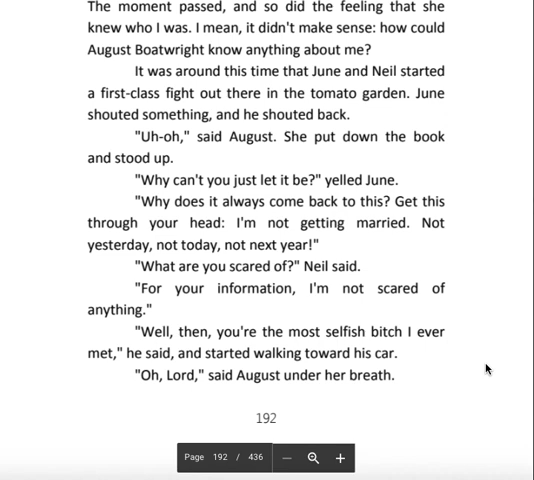 The moment passed, and so did the feeling that she
knew who I was. I mean, it didn't make sense: how could
August Boatwright know anything about me?
It was around this time that June and Neil started
a first-class fight out there in the tomato garden. June
shouted something, and he shouted back.
"Uh-oh," said August. She put down the book
and stood up.
"Why can't you just let it be?" yelled June.
"Why does it always come back to this? Get this
through your head: I'm not getting married. Not
yesterday, not today, not next year!"
"What are you scared of?" Neil said.
"For your information, I'm not scared of
anything."
"Well, then, you're the most selfish bitch I ever
met," he said, and started walking toward his car.
"Oh, Lord," said August under her breath.
192
Page 192 / 436